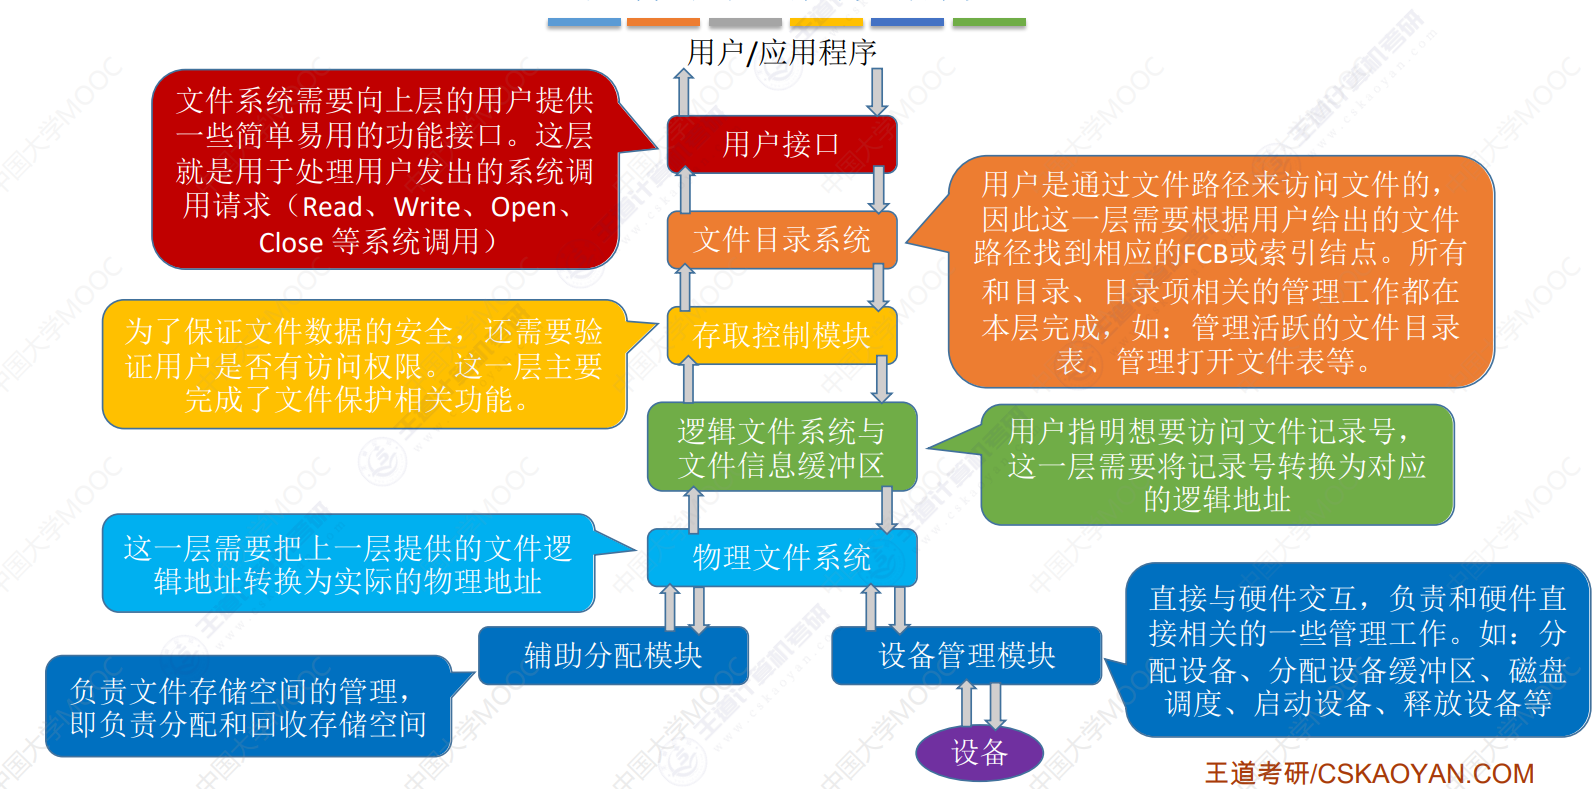 用户/应用程序
文件系统需要向上层的用户提供
一些简单易用的功能接口。这层
就是用于处理用户发出的系统调
用请求（Read、Write、Open、
Close 等系统调用）
用户接口
文件目录系统
用户是通过文件路径来访问文件的，
因此这一层需要根据用户给出的文件
路径找到相应的FCB或索引结点。所有
和目录、目录项相关的管理工作都在
本层完成，如：管理活跃的文件目录
表、管理打开文件表等。
为了保证文件数据的安全，还需要验
证用户是否有访问权限。这一层主要
完成了文件保护相关功能。
存取控制模块
逻辑文件系统与
文件信息缓冲区
用户指明想要访问文件记录号，
这一层需要将记录号转换为对应
的逻辑地址
这一层需要把上一层提供的文件逻
辑地址转换为实际的物理地址
物理文件系统
辅助分配模块
设备管理模块
直接与硬件交互，负责和硬件直
接相关的一些管理工作。如：分
配设备、分配设备缓冲区、磁盘
调度、启动设备、释放设备等
负责文件存储空间的管理，
即负责分配和回收存储空间
设备
王道考研/CSKAOYAN.COM
中国大学MOOC
王道计算机考研
www.cskaoyan.com